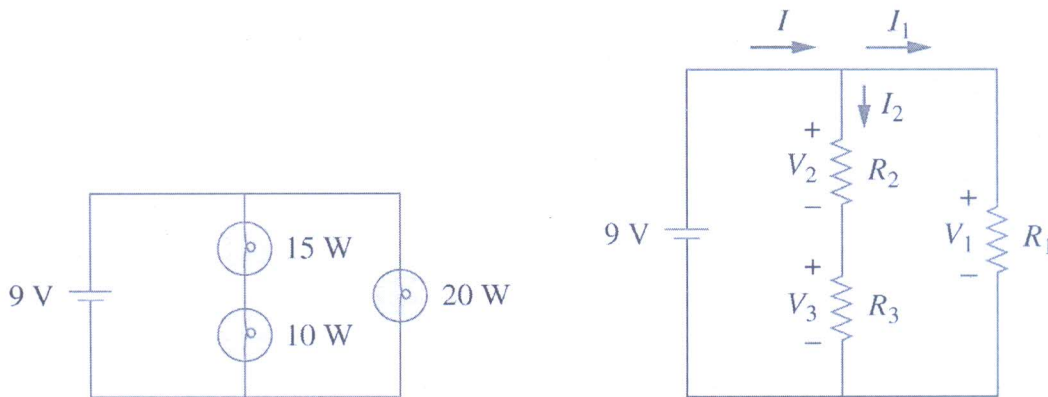 9 V
15 W
10 W
20 W
I
I₁
I₂
+
V₂
R₂
−
9 V
+
V₁
R₁
−
+
V₃
R₃
−